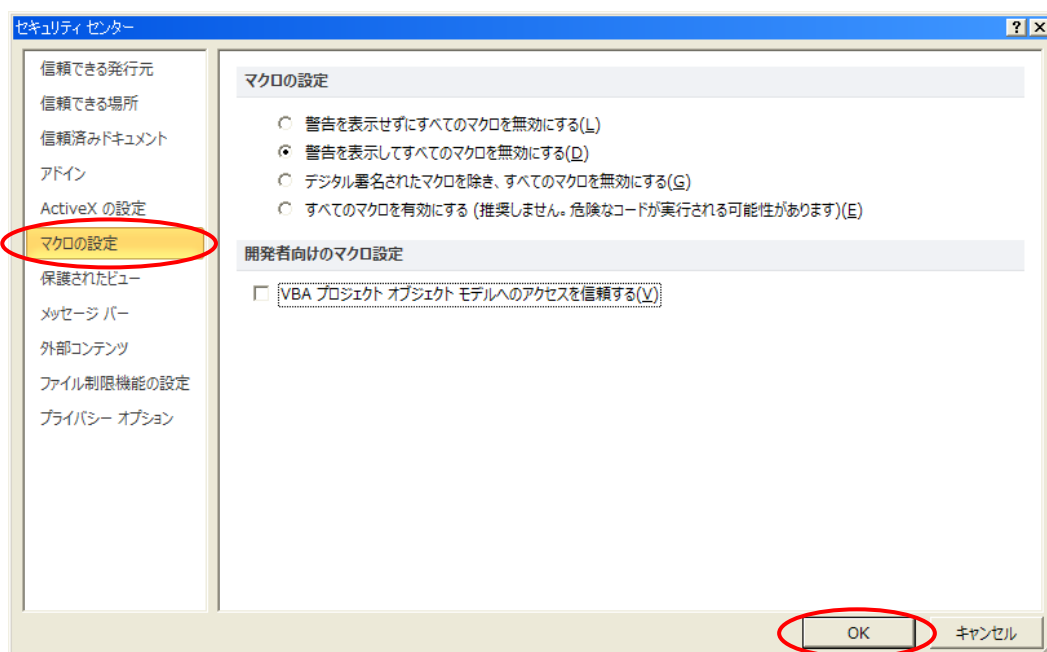 セキュリティ センター
信頼できる発行元
信頼できる場所
信頼済みドキュメント
アドイン
ActiveX の設定
マクロの設定
保護されたビュー
メッセージ バー
外部コンテンツ
ファイル制限機能の設定
プライバシー オプション
マクロの設定
警告を表示せずにすべてのマクロを無効にする(L)
警告を表示してすべてのマクロを無効にする(D)
デジタル署名されたマクロを除き、すべてのマクロを無効にする(G)
すべてのマクロを有効にする (推奨しません。危険なコードが実行される可能性があります)(E)
開発者向けのマクロ設定
VBA プロジェクト オブジェクト モデルへのアクセスを信頼する(V)
OK
キャンセル